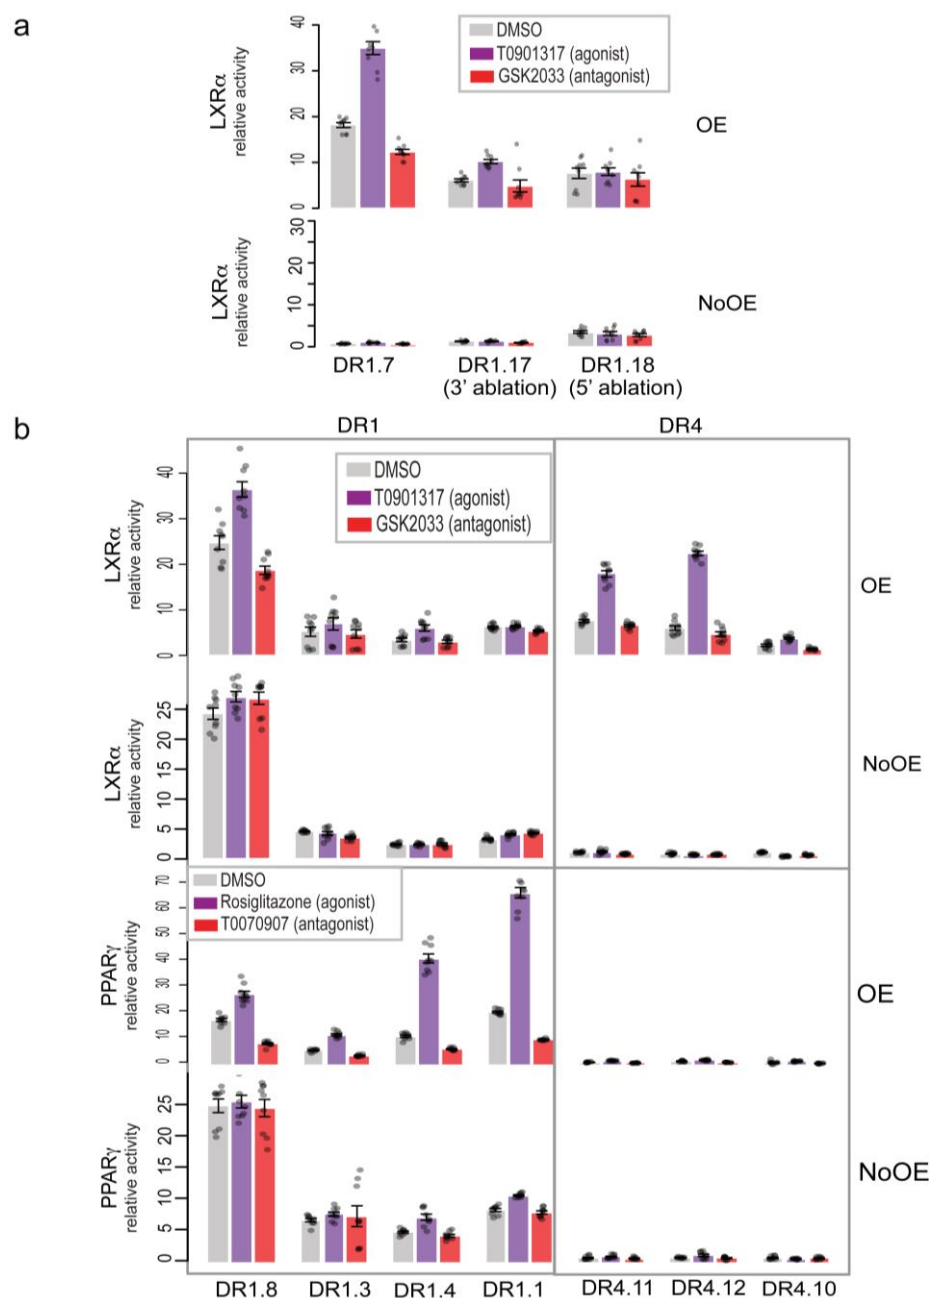 a
40
30
20
10
0
LXRα
relative activity
DMSO
T0901317 (agonist)
GSK2033 (antagonist)
OE
30
20
10
0
LXRα
relative activity
NoOE
DR1.7
DR1.17
(3’ ablation)
DR1.18
(5’ ablation)
b
DR1
DR4
40
30
20
10
0
LXRα
relative activity
DMSO
T0901317 (agonist)
GSK2033 (antagonist)
OE
25
20
15
10
5
0
LXRα
relative activity
NoOE
70
60
50
40
30
20
10
0
PPARγ
relative activity
DMSO
Rosiglitazone (agonist)
T0070907 (antagonist)
OE
25
20
15
10
5
0
PPARγ
relative activity
NoOE
DR1.8
DR1.3
DR1.4
DR1.1
DR4.11
DR4.12
DR4.10